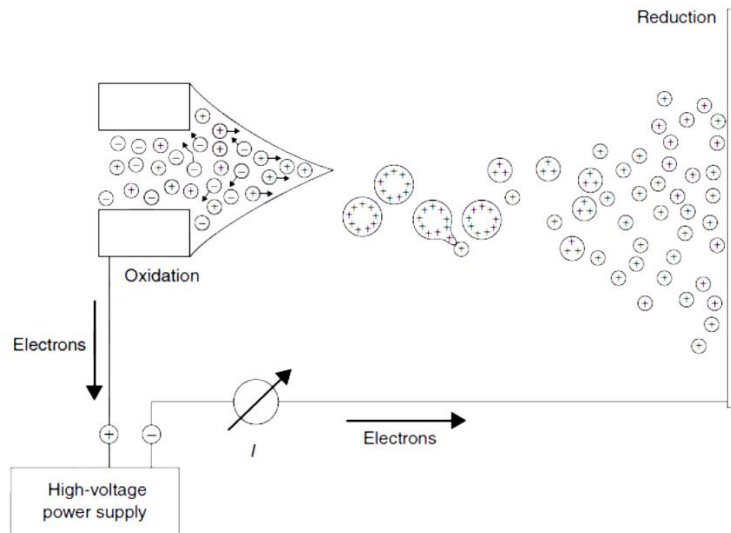 Reduction
Oxidation
Electrons
I
Electrons
High-voltage
power supply